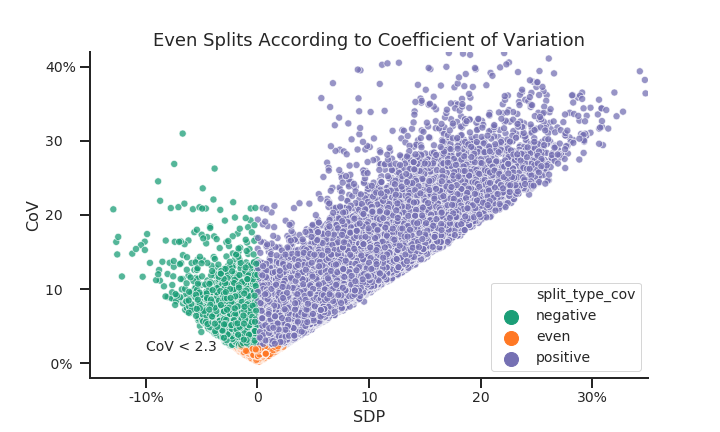 Even Splits According to Coefficient of Variation
40%
30
20
10
0%
CoV
CoV < 2.3
split_type_cov
negative
even
positive
-10%
0
10
20
30%
SDP